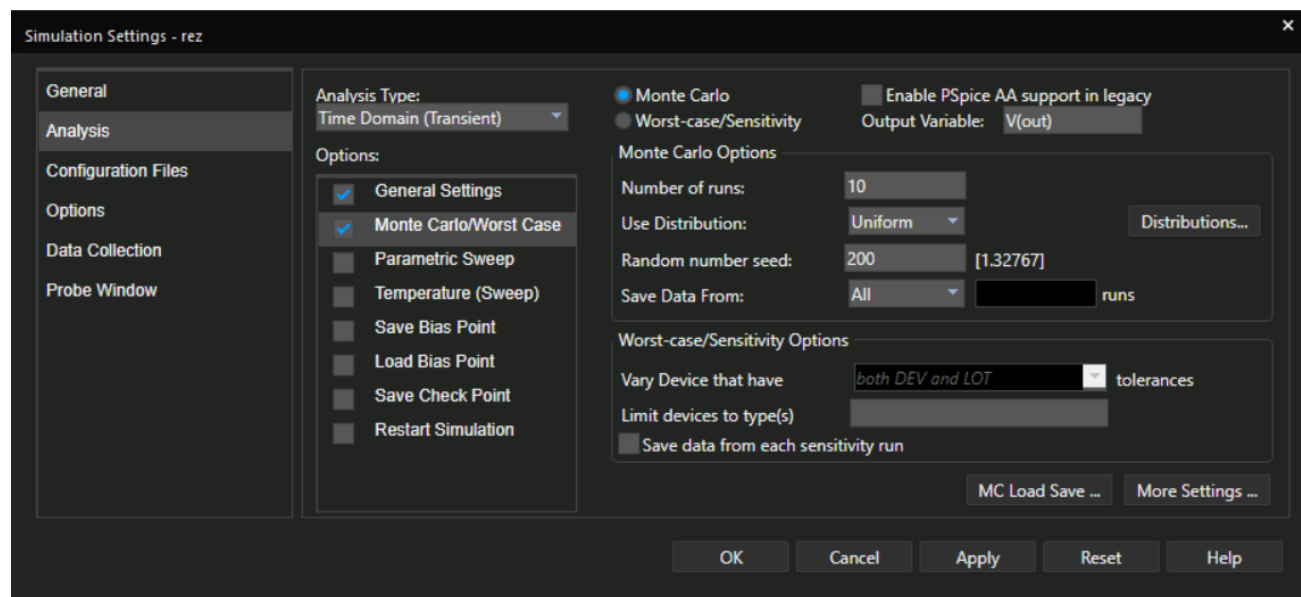 Simulation Settings - rez
×
General
Analysis
Configuration Files
Options
Data Collection
Probe Window
Analysis Type:
Time Domain (Transient)
Options:
General Settings
Monte Carlo/Worst Case
Parametric Sweep
Temperature (Sweep)
Save Bias Point
Load Bias Point
Save Check Point
Restart Simulation
Monte Carlo
Enable PSpice AA support in legacy
Worst-case/Sensitivity
Output Variable: V(out)
Monte Carlo Options
Number of runs: 10
Use Distribution: Uniform Distributions...
Random number seed: 200 [1.32767]
Save Data From: All runs
Worst-case/Sensitivity Options
Vary Device that have both DEV and LOT tolerances
Limit devices to type(s)
Save data from each sensitivity run
MC Load Save ... More Settings ...
OK Cancel Apply Reset Help